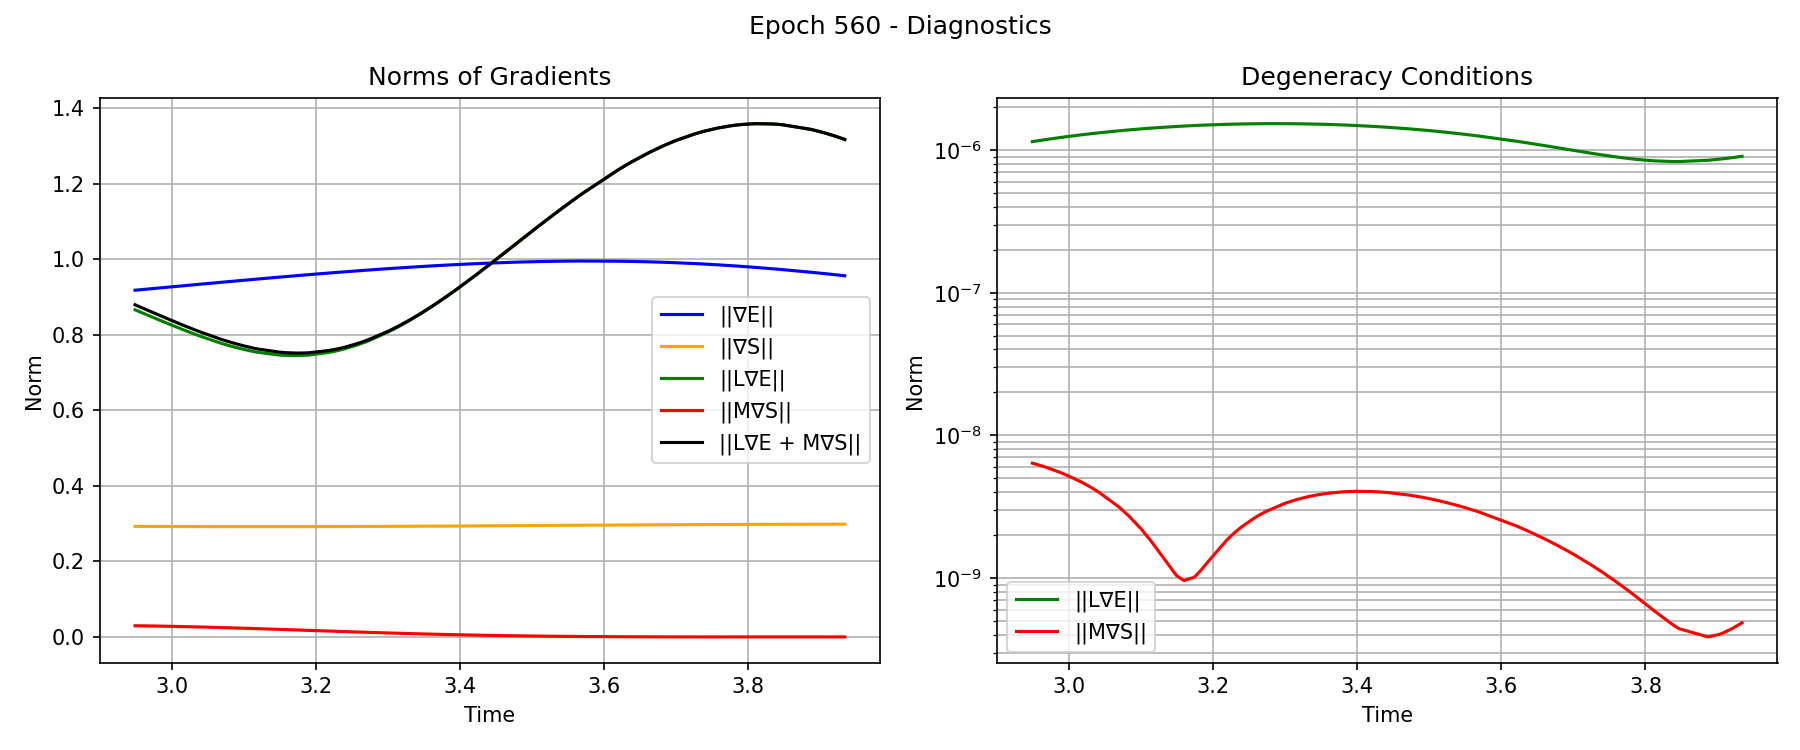 Epoch 560 - Diagnostics
Norms of Gradients
1.4
1.2
1.0
0.8
0.6
0.4
0.2
0.0
Norm
3.0 3.2 3.4 3.6 3.8
Time
||∇E||
||∇S||
||L∇E||
||M∇S||
||L∇E + M∇S||
Degeneracy Conditions
10⁻⁶
10⁻⁷
10⁻⁸
10⁻⁹
Norm
3.0 3.2 3.4 3.6 3.8
Time
||L∇E||
||M∇S||